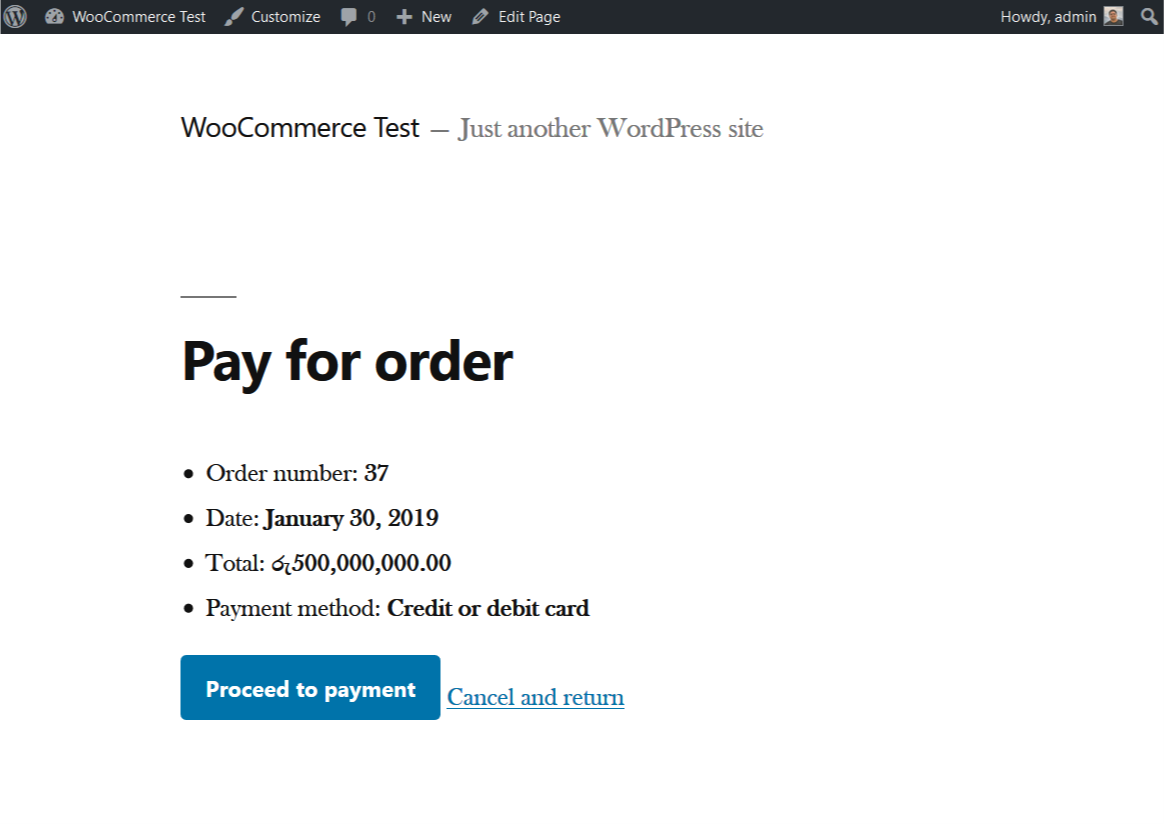 WooCommerce Test Customize 0 New Edit Page Howdy, admin
WooCommerce Test — Just another WordPress site
Pay for order
Order number: 37
Date: January 30, 2019
Total: රු500,000,000.00
Payment method: Credit or debit card
Proceed to payment Cancel and return